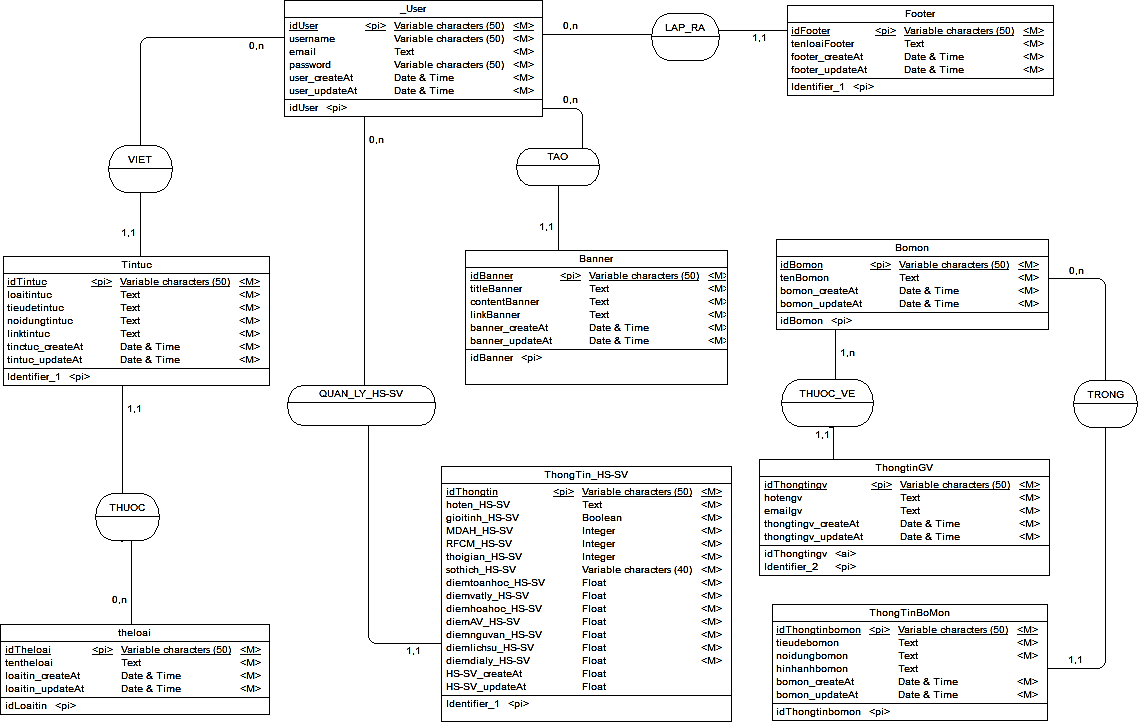 _User
idUser <pi> Variable characters (50) <M>
username Variable characters (50) <M>
email Text <M>
password Variable characters (50) <M>
user_createAt Date & Time <M>
user_updateAt Date & Time <M>
idUser <pi>
0,n
LAP_RA
1,1
Footer
idFooter <pi> Variable characters (50) <M>
tenloaiFooter Text <M>
footer_createAt Date & Time <M>
footer_updateAt Date & Time <M>
Identifier_1 <pi>
0,n
VIET
1,1
0,n
0,n
TAO
1,1
Tintuc
idTintuc <pi> Variable characters (50) <M>
loaitintuc Text <M>
tieudetintuc Text <M>
noidungtintuc Text <M>
linktintuc Text <M>
tinctuc_createAt Date & Time <M>
tintuc_updateAt Date & Time <M>
Identifier_1 <pi>
Banner
idBanner <pi> Variable characters (50) <M>
titleBanner Text <M>
contentBanner Text <M>
linkBanner Text <M>
banner_createAt Date & Time <M>
banner_updateAt Date & Time <M>
idBanner <pi>
Bomon
idBomon <pi> Variable characters (50) <M>
tenBomon Text <M>
bomon_createAt Date & Time <M>
bomon_updateAt Date & Time <M>
idBomon <pi>
0,n
1,n
THUOC_VE
1,1
TRONG
1,1
QUAN_LY_HS-SV
1,1
1,1
THUOC
0,n
ThongTin_HS-SV
idThongtin <pi> Variable characters (50) <M>
hoten_HS-SV Text <M>
gioitinh_HS-SV Boolean <M>
MDAH_HS-SV Integer <M>
RFCM_HS-SV Integer <M>
thoigian_HS-SV Integer <M>
sothich_HS-SV Variable characters (40) <M>
diemtoanhoc_HS-SV Float <M>
diemvatly_HS-SV Float <M>
diemhoahoc_HS-SV Float <M>
diemAV_HS-SV Float <M>
diemnguvan_HS-SV Float <M>
diemlichsu_HS-SV Float <M>
diemdialy_HS-SV Float <M>
HS-SV_createAt Float
HS-SV_updateAt Float
Identifier_1 <pi>
ThongtinGV
idThongtingv <pi> Variable characters (50) <M>
hotengv Text <M>
emailgv Text <M>
thongtingv_createAt Date & Time <M>
thongtingv_updateAt Date & Time <M>
idThongtingv <ai>
Identifier_2 <pi>
theloai
idTheloai <pi> Variable characters (50) <M>
tentheloai Text <M>
loaitin_createAt Date & Time <M>
loaitin_updateAt Date & Time <M>
idLoaitin <pi>
ThongTinBoMon
idThongtinbomon <pi> Variable characters (50) <M>
tieudebomon Text <M>
noidungbomon Text <M>
hinhanhbomon Text
bomon_createAt Date & Time <M>
bomon_updateAt Date & Time <M>
idThongtinbomon <pi>